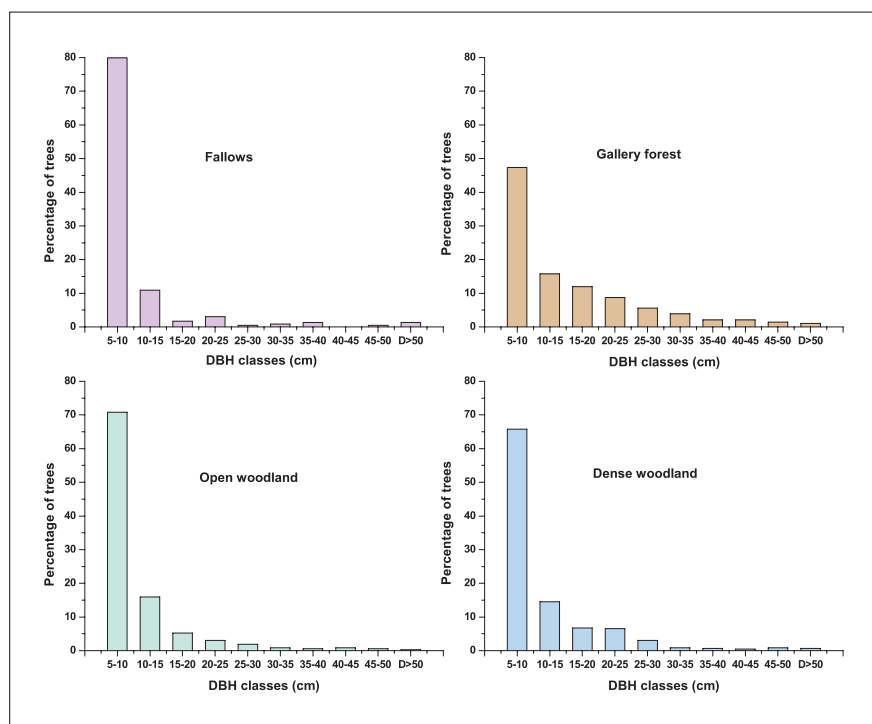 Fallows
Percentage of trees
80
70
60
50
40
30
20
10
0
5-10 10-15 15-20 20-25 25-30 30-35 35-40 40-45 45-50 D>50
DBH classes (cm)
Gallery forest
Percentage of trees
80
70
60
50
40
30
20
10
0
5-10 10-15 15-20 20-25 25-30 30-35 35-40 40-45 45-50 D>50
DBH classes (cm)
Open woodland
Percentage of trees
80
70
60
50
40
30
20
10
0
5-10 10-15 15-20 20-25 25-30 30-35 35-40 40-45 45-50 D>50
DBH classes (cm)
Dense woodland
Percentage of trees
80
70
60
50
40
30
20
10
0
5-10 10-15 15-20 20-25 25-30 30-35 35-40 40-45 45-50 D>50
DBH classes (cm)